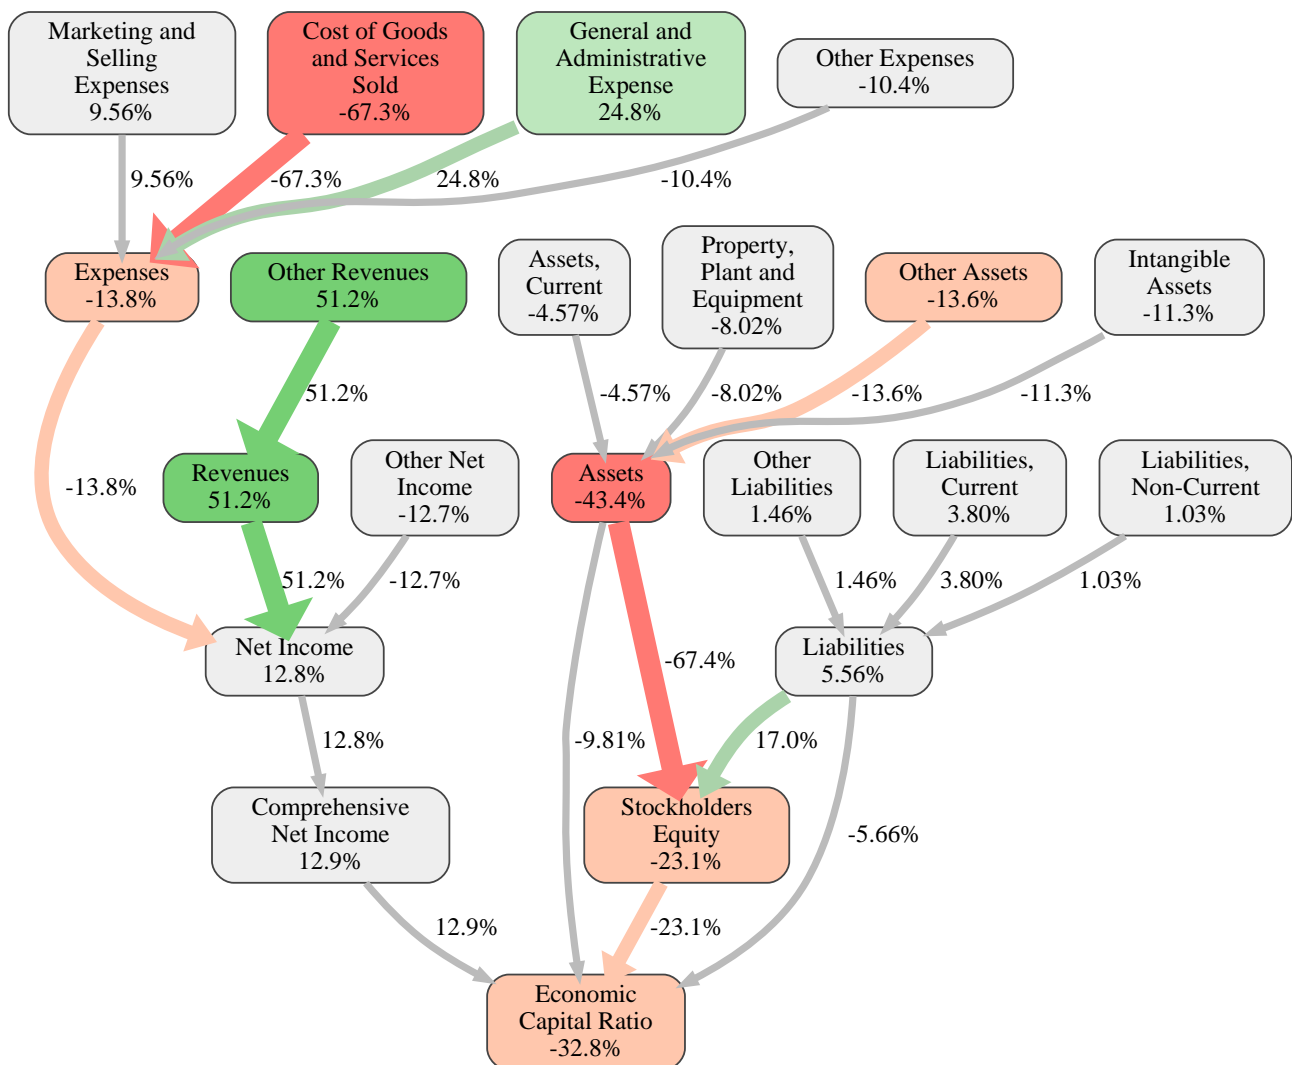 Marketing and
Selling
Expenses
9.56%
Cost of Goods
and Services
Sold
-67.3%
General and
Administrative
Expense
24.8%
Other Expenses
-10.4%
9.56%
-67.3%
24.8%
-10.4%
Expenses
-13.8%
Other Revenues
51.2%
Assets,
Current
-4.57%
Property,
Plant and
Equipment
-8.02%
Other Assets
-13.6%
Intangible
Assets
-11.3%
51.2%
-4.57%
-8.02%
-13.6%
-11.3%
-13.8%
Revenues
51.2%
Other Net
Income
-12.7%
Assets
-43.4%
Other
Liabilities
1.46%
Liabilities,
Current
3.80%
Liabilities,
Non-Current
1.03%
51.2%
-12.7%
1.46%
3.80%
1.03%
Net Income
12.8%
-67.4%
Liabilities
5.56%
12.8%
-9.81%
17.0%
Comprehensive
Net Income
12.9%
Stockholders
Equity
-23.1%
-5.66%
12.9%
-23.1%
Economic
Capital Ratio
-32.8%